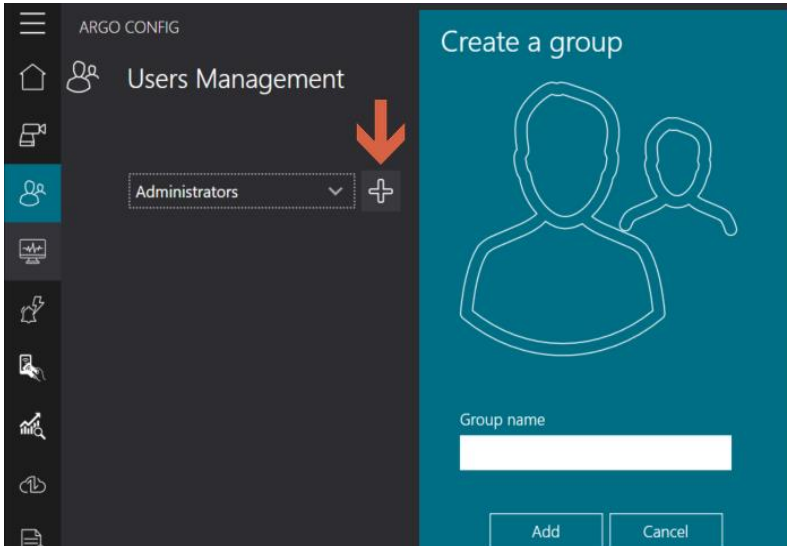 ARGO CONFIG
Users Management
Administrators
Create a group
Group name
Add
Cancel